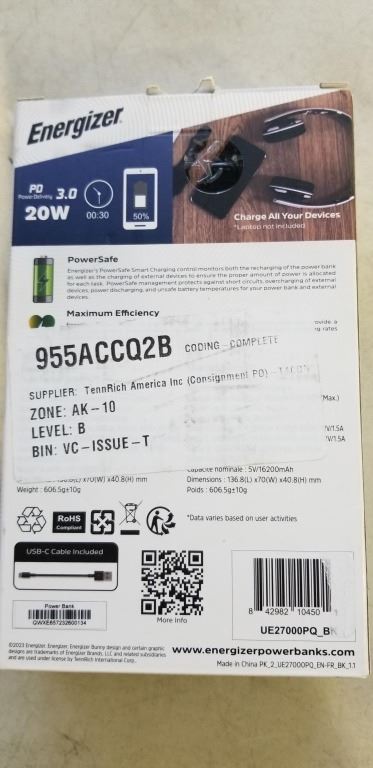 Energizer
PD 3.0
Power Delivery
20W
00:30
50%
Charge All Your Devices
*Laptop not included
PowerSafe
Energizer's PowerSafe Smart Charging control monitors both the recharging of the power bank
as well as the charging of external devices to ensure the proper amount of power is allocated
for each task. PowerSafe management protects against short circuits, overcharging of external
devices, power discharging, and unsafe battery temperatures for your power bank and external
devices.
Maximum Efficiency
955ACCQ2B CODING - COMPLETE
SUPPLIER: TennRich America Inc (Consignment PO)
ZONE: AK-10
LEVEL: B
BIN: VC-ISSUE-T
Max.)
V/1.5A
V/1.5A
Capacité nominale : 5V/16200mAh
x70(W) x40.8(H) mm
Dimensions : 136.8(L) x70(W) x40.8(H) mm
Weight : 606.5g±10g
Poids : 606.5g±10g
RoHS
Compliant
*Data varies based on user activities
USB-C Cable Included
Power Bank
QWXE657232600134
More Info
8 42982 10450
UE27000PQ_BK
©2023 Energizer. Energizer, Energizer Bunny design and certain graphic
designs are trademarks of Energizer Brands, LLC and related subsidiaries
and are used under license by TennRich International Corp.
www.energizerpowerbanks.com
Made in China PK_2_UE27000PQ_EN-FR_BK_1.1